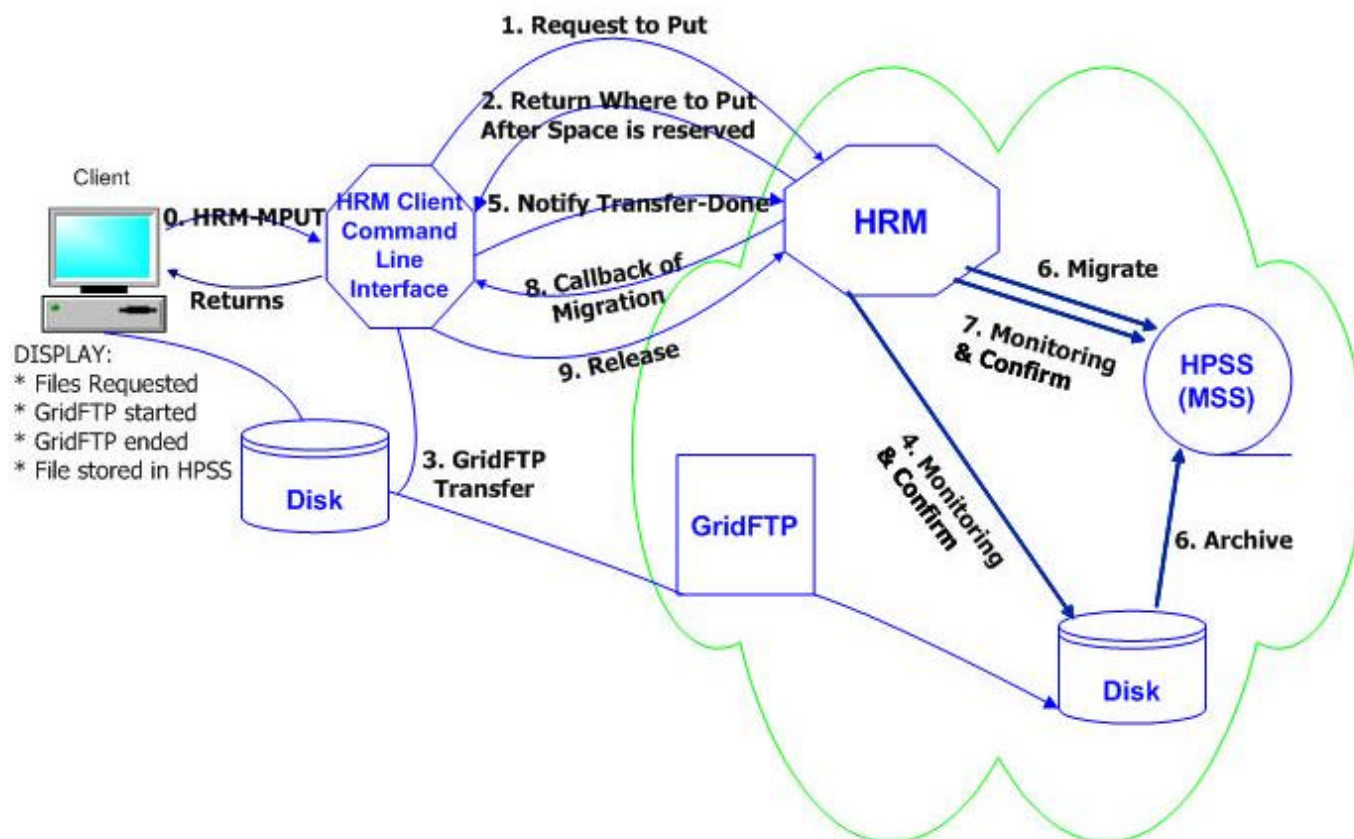 1. Request to Put
2. Return Where to Put
After Space is reserved
Client
0. HRM-MPUT
HRM Client
Command
Line
Interface
5. Notify Transfer-Done
HRM
Returns
8. Callback of
Migration
9. Release
6. Migrate
7. Monitoring
& Confirm
HPSS
(MSS)
DISPLAY:
* Files Requested
* GridFTP started
* GridFTP ended
* File stored in HPSS
Disk
3. GridFTP
Transfer
GridFTP
4. Monitoring
& Confirm
6. Archive
Disk